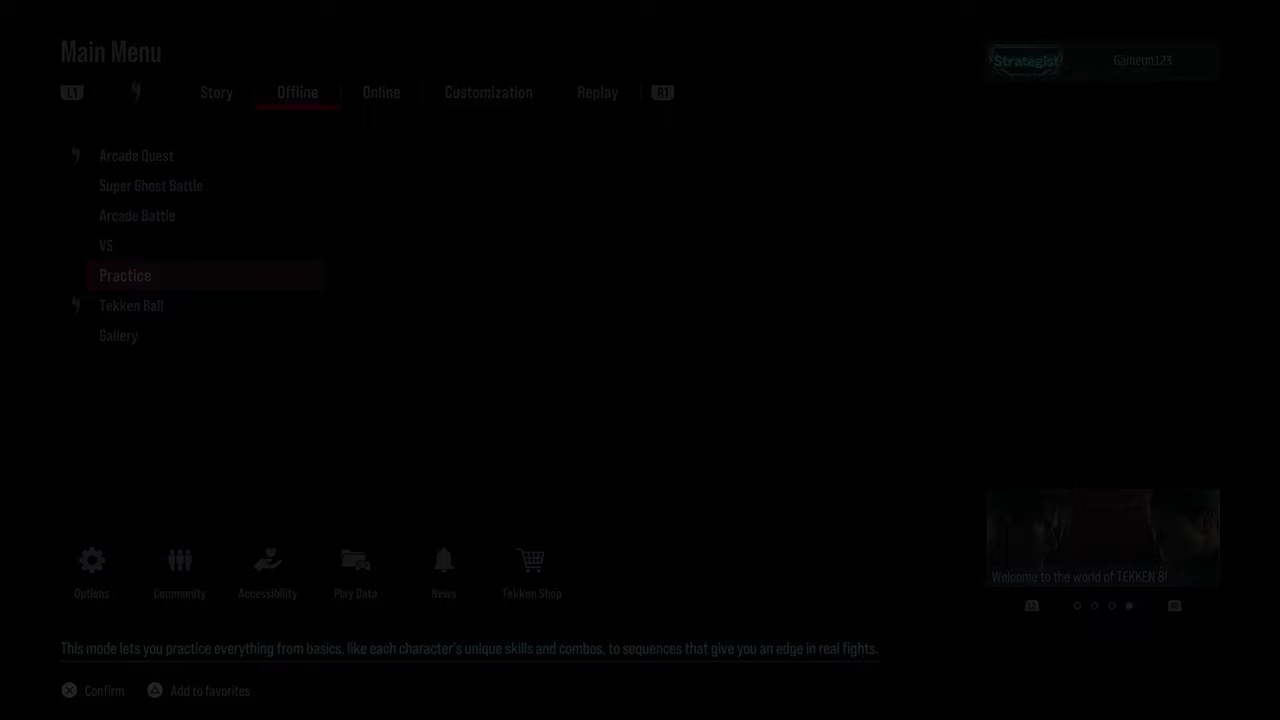 Main Menu
Strategist Gameon123
L1 Story Offline Online Customization Replay R1
Arcade Quest
Super Ghost Battle
Arcade Battle
VS
Practice
Tekken Ball
Gallery
Welcome to the world of TEKKEN 8!
Options Community Accessibility Play Data News Tekken Shop
This mode lets you practice everything from basics, like each character's unique skills and combos, to sequences that give you an edge in real fights.
Confirm Add to favorites